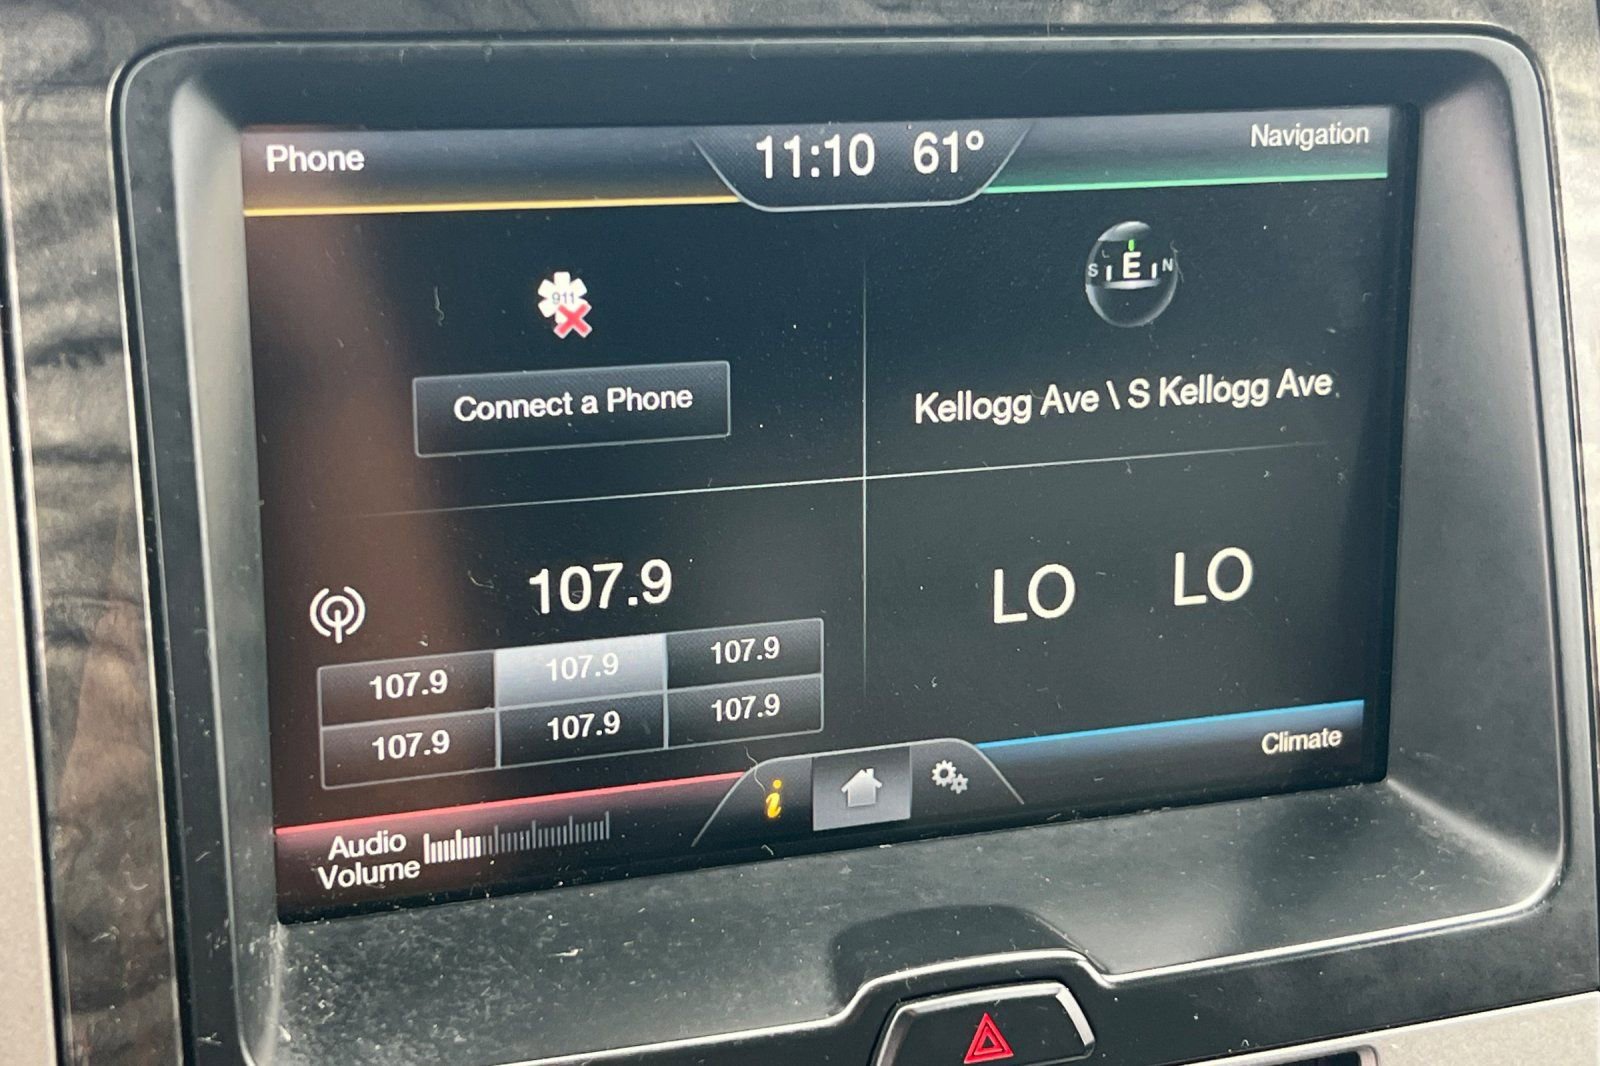 Phone
11:10 61°
Navigation
911
S E N
Connect a Phone
Kellogg Ave \ S Kellogg Ave
107.9
LO LO
107.9 107.9 107.9
107.9 107.9 107.9
i
Climate
Audio
Volume